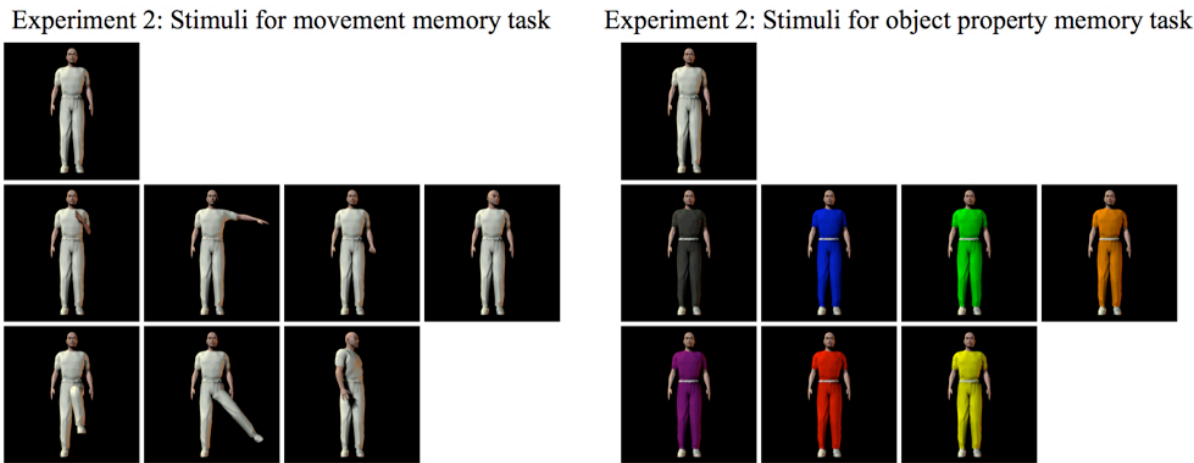 Experiment 2: Stimuli for movement memory task
Experiment 2: Stimuli for object property memory task